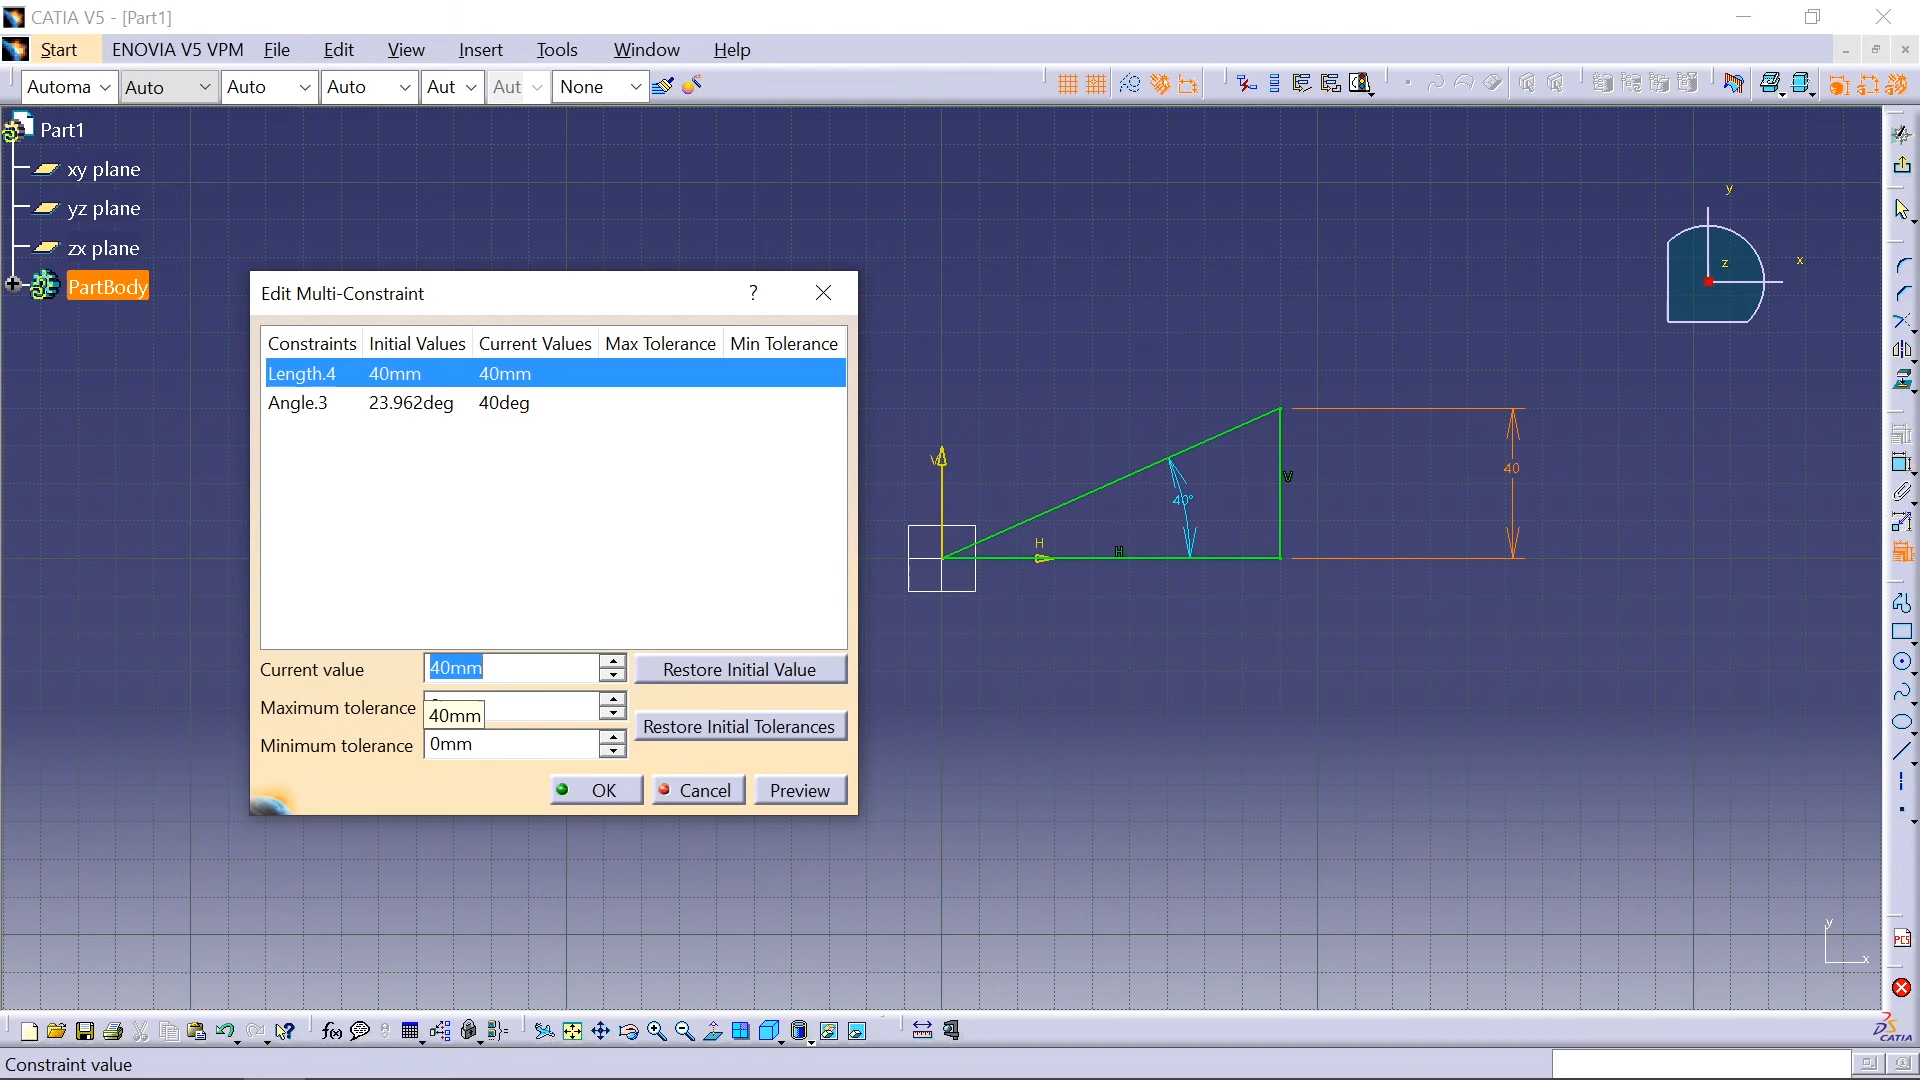 CATIA V5 - [Part1]
Start ENOVIA V5 VPM File Edit View Insert Tools Window Help
Automa Auto Auto Auto Aut Aut None
Part1
xy plane
yz plane
zx plane
PartBody
Edit Multi-Constraint ?
Constraints Initial Values Current Values Max Tolerance Min Tolerance
Length.4 40mm 40mm
Angle.3 23.962deg 40deg
Current value 40mm Restore Initial Value
Maximum tolerance
40mm
Restore Initial Tolerances
Minimum tolerance 0mm
OK Cancel Preview
V
H
H
V
40°
40
y
x
z
y
x
PCS
f(x)
CATIA
Constraint value